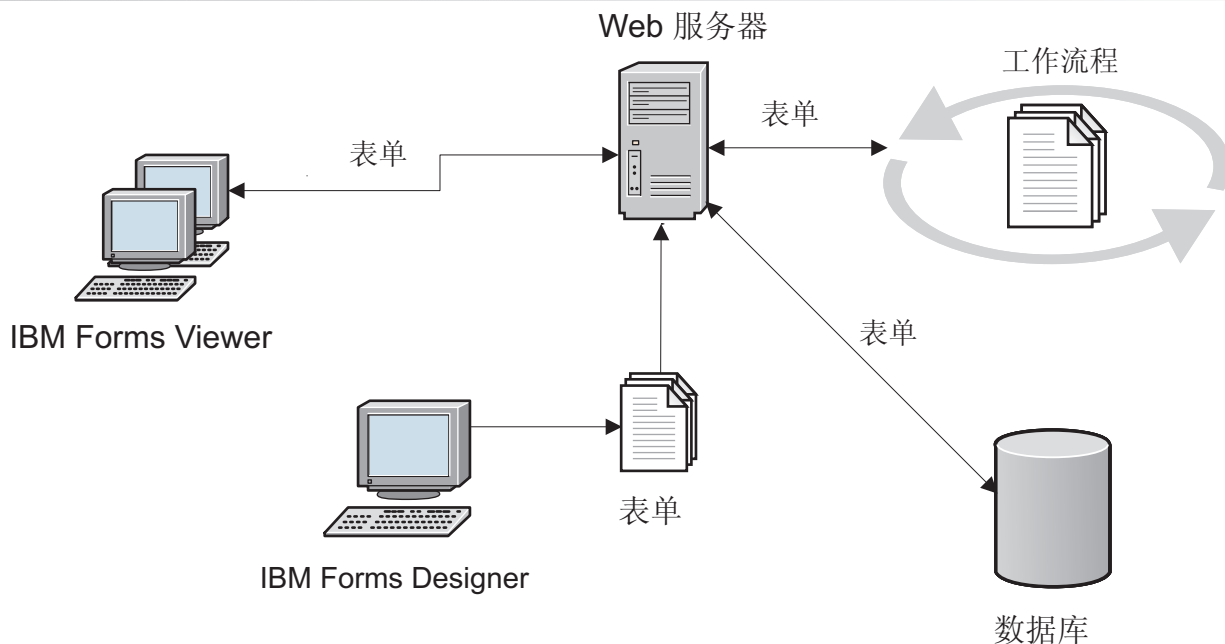 Web 服务器
工作流程
表单
表单
IBM Forms Viewer
表单
表单
IBM Forms Designer
数据库